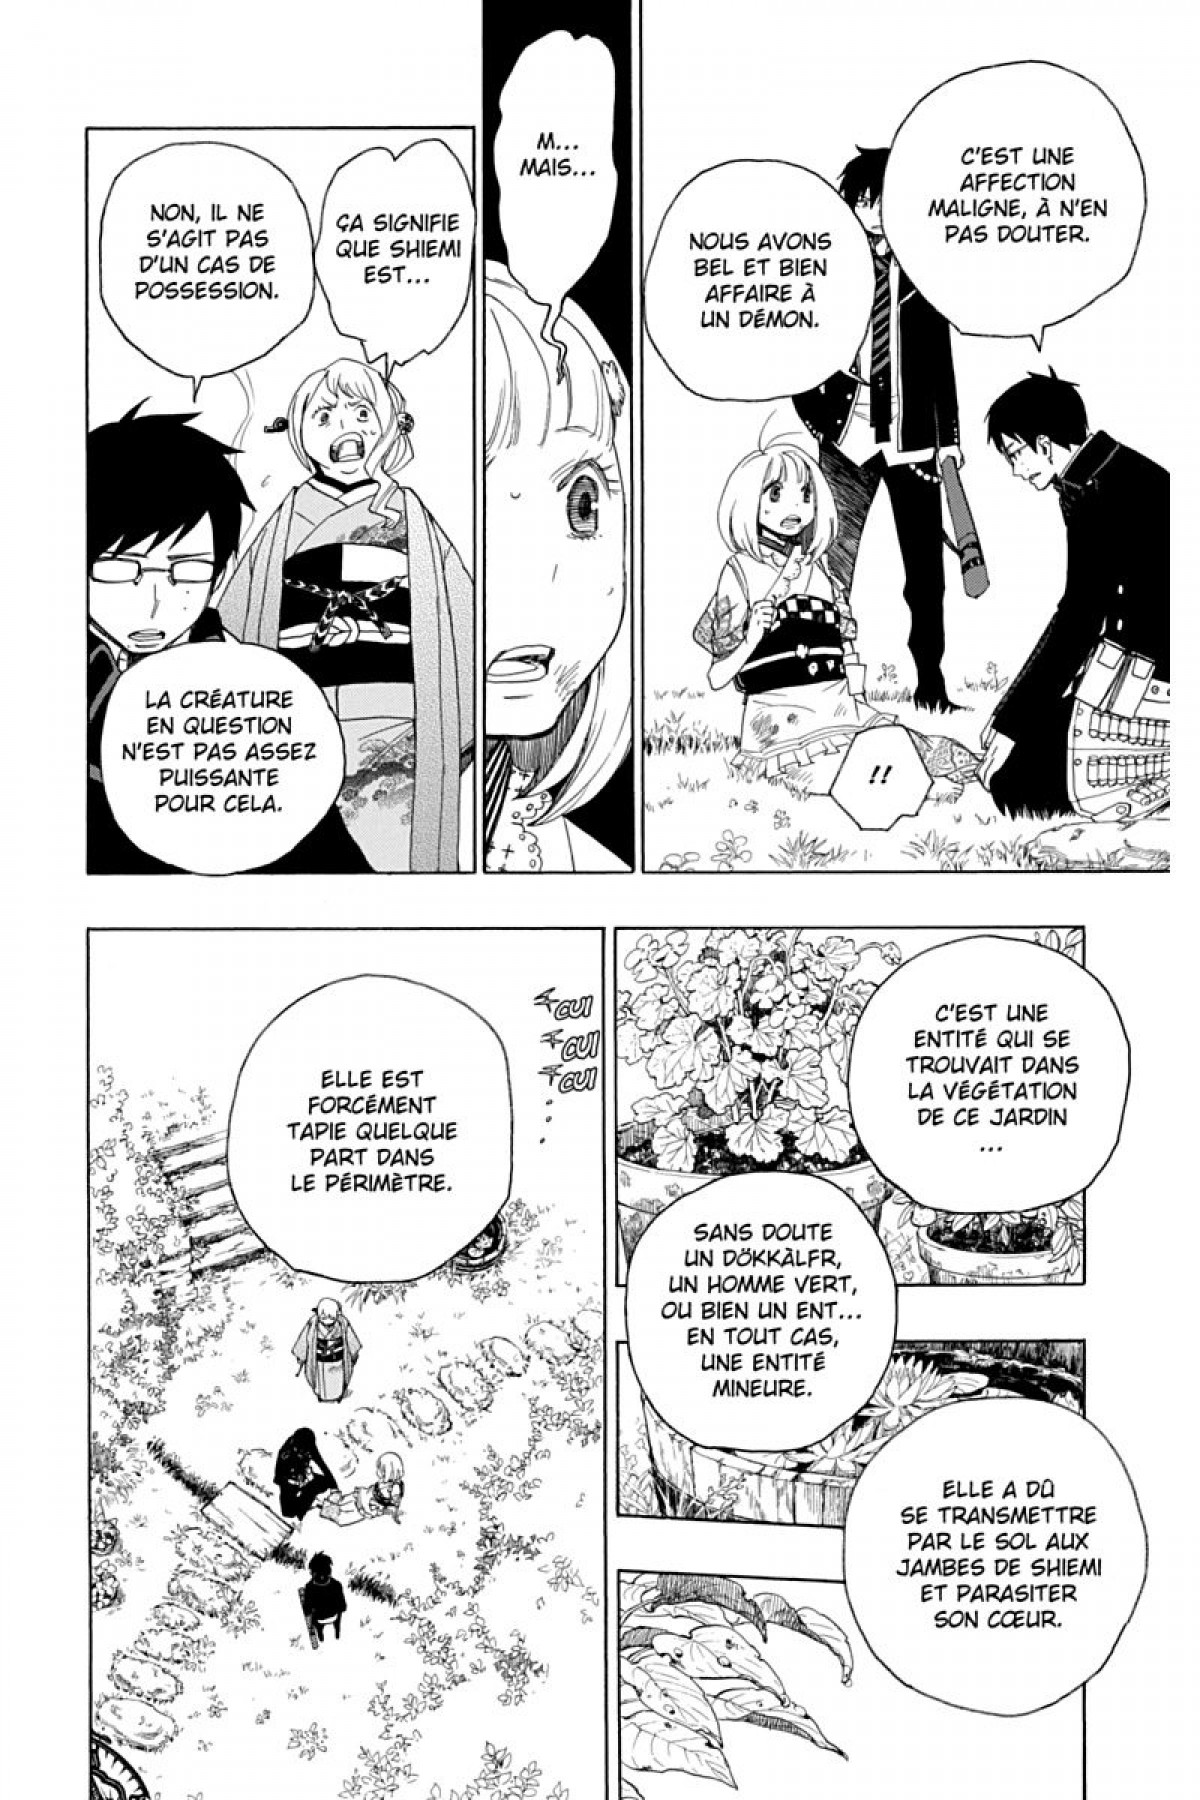 C'EST UNE
AFFECTION
MALIGNE, À N'EN
PAS DOUTER.
NOUS AVONS
BEL ET BIEN
AFFAIRE À
UN DÉMON.
!!
M...
MAIS...
ÇA SIGNIFIE
QUE SHIEMI
EST...
NON, IL NE
S'AGIT PAS
D'UN CAS DE
POSSESSION.
LA CRÉATURE
EN QUESTION
N'EST PAS ASSEZ
PUISSANTE
POUR CELA.
C'EST UNE
ENTITÉ QUI SE
TROUVAIT DANS
LA VÉGÉTATION
DE CE JARDIN
...
SANS DOUTE
UN DÖKKÀLFR,
UN HOMME VERT,
OU BIEN UN ENT...
EN TOUT CAS,
UNE ENTITÉ
MINEURE.
ELLE A DÛ
SE TRANSMETTRE
PAR LE SOL AUX
JAMBES DE SHIEMI
ET PARASITER
SON CŒUR.
CUI
CUI
CUI
ELLE EST
FORCÉMENT
TAPIE QUELQUE
PART DANS
LE PÉRIMÈTRE.